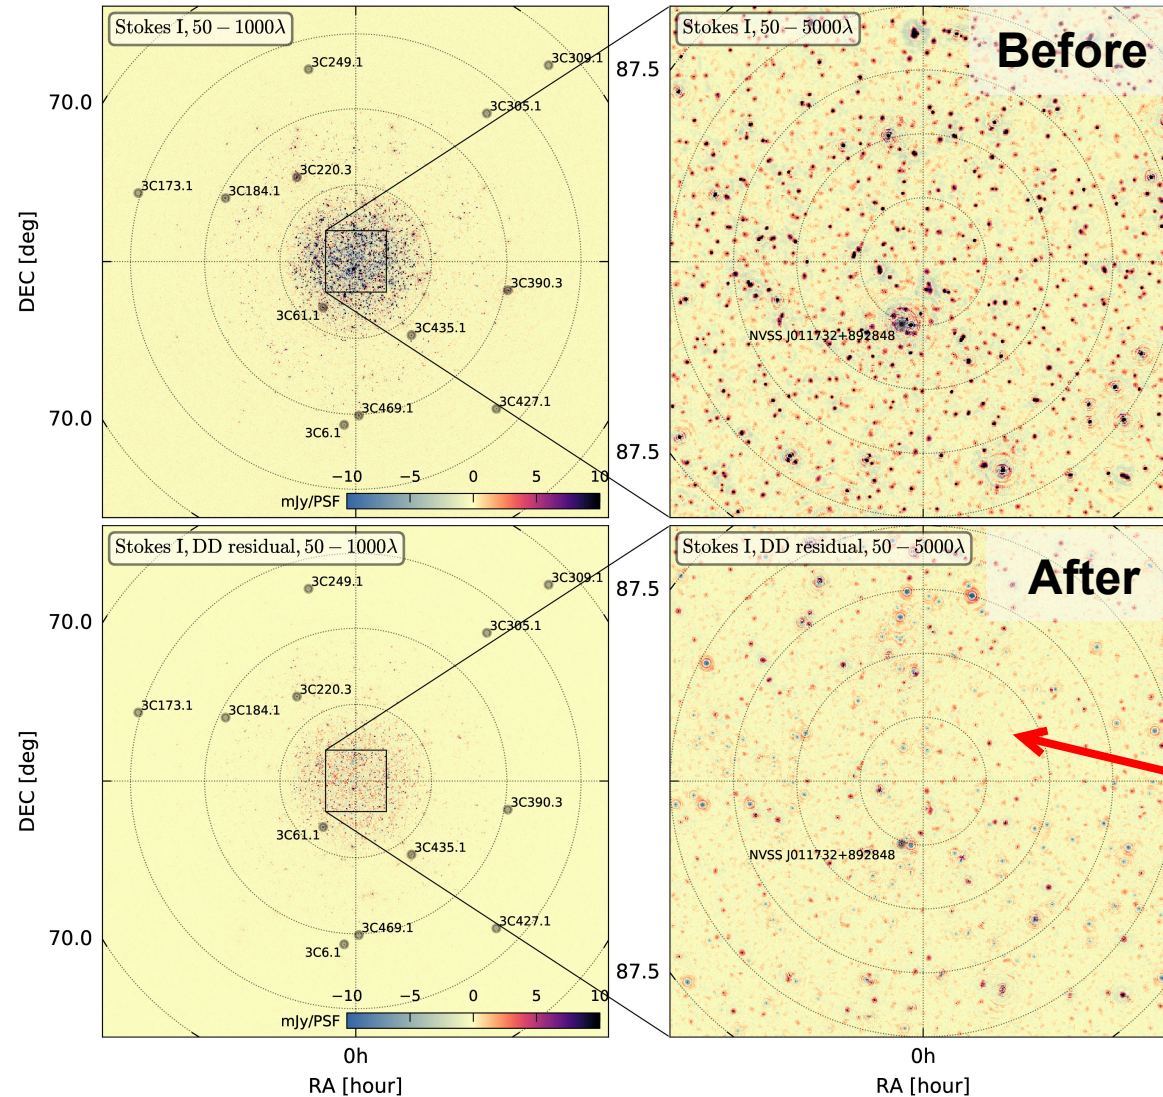 Stokes I, 50 − 1000λ
3C249.1
3C309.1
70.0
3C305.1
3C220.3
3C173.1
3C184.1
DEC [deg]
3C390.3
3C61.1
3C435.1
3C469.1
3C427.1
70.0
3C6.1
−10 −5 0 5 10
mJy/PSF
Stokes I, 50 − 5000λ
Before
87.5
NVSS J011732+892848
87.5
Stokes I, DD residual, 50 − 1000λ
3C249.1
3C309.1
70.0
3C305.1
3C220.3
3C173.1
3C184.1
DEC [deg]
3C390.3
3C61.1
3C435.1
3C469.1
3C427.1
70.0
3C6.1
−10 −5 0 5 10
mJy/PSF
0h
RA [hour]
Stokes I, DD residual, 50 − 5000λ
After
87.5
NVSS J011732+892848
87.5
0h
RA [hour]